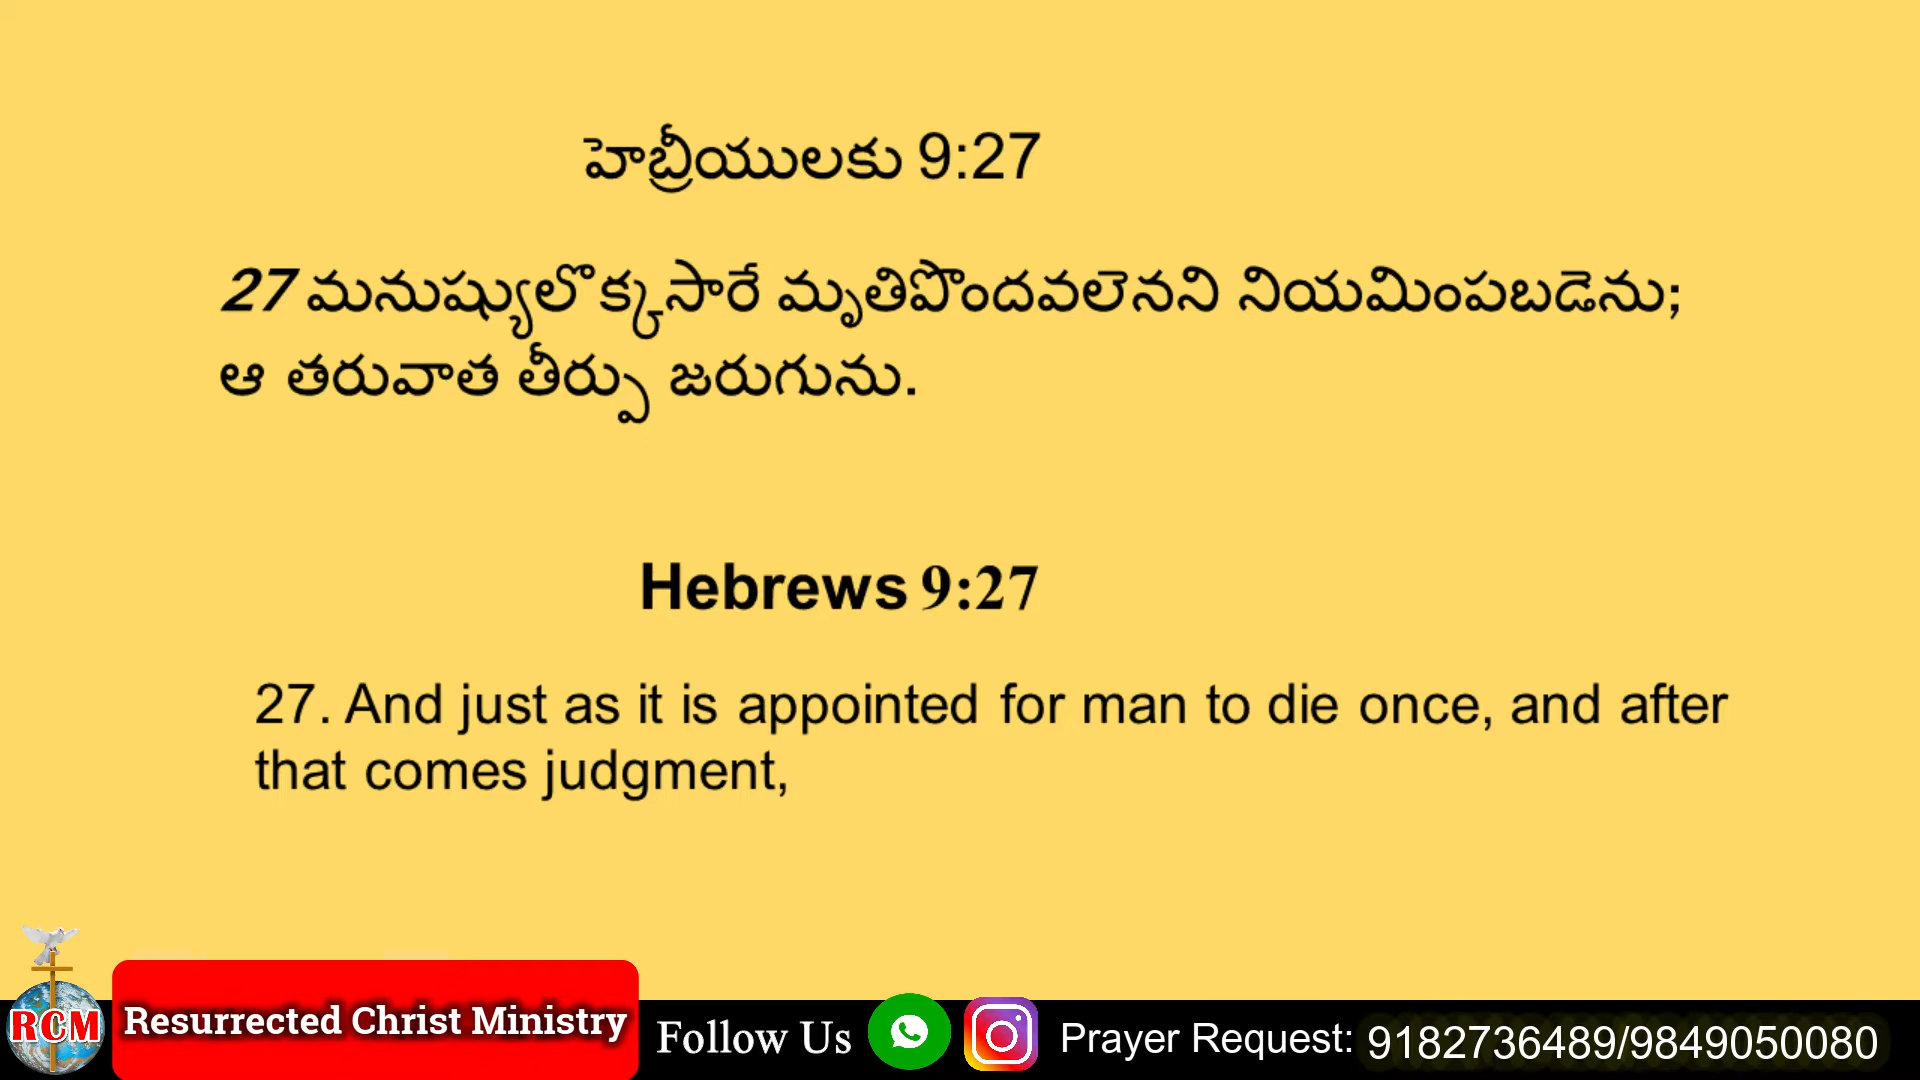 హెబ్రీయులకు 9:27
27 మనుష్యులొక్కసారే మృతిపొందవలెనని నియమింపబడెను;
ఆ తరువాత తీర్పు జరుగును.
Hebrews 9:27
27. And just as it is appointed for man to die once, and after
that comes judgment,
RCM
Resurrected Christ Ministry
Follow Us
Prayer Request: 9182736489/9849050080